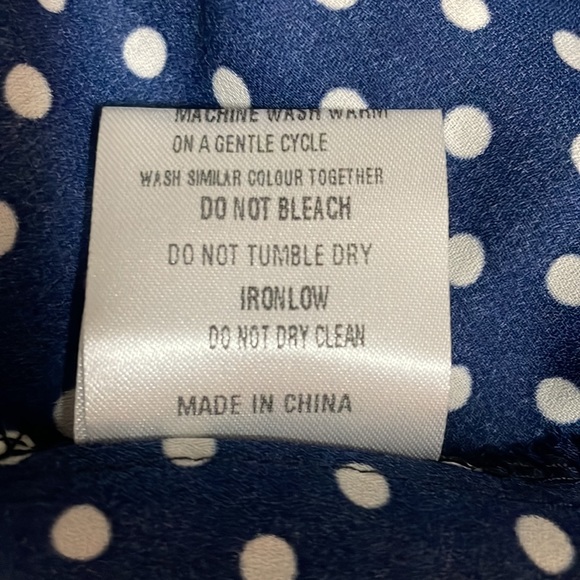 MACHINE WASH WARM
ON A GENTLE CYCLE
WASH SIMILAR COLOUR TOGETHER
DO NOT BLEACH
DO NOT TUMBLE DRY
IRON LOW
DO NOT DRY CLEAN
MADE IN CHINA